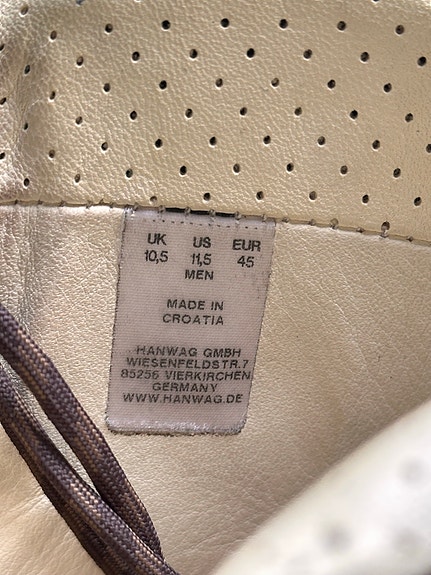 UK US EUR
10,5 11,5 45
MEN
MADE IN
CROATIA
HANWAG GMBH
WIESENFELDSTR.7
85256 VIERKIRCHEN
GERMANY
WWW.HANWAG.DE